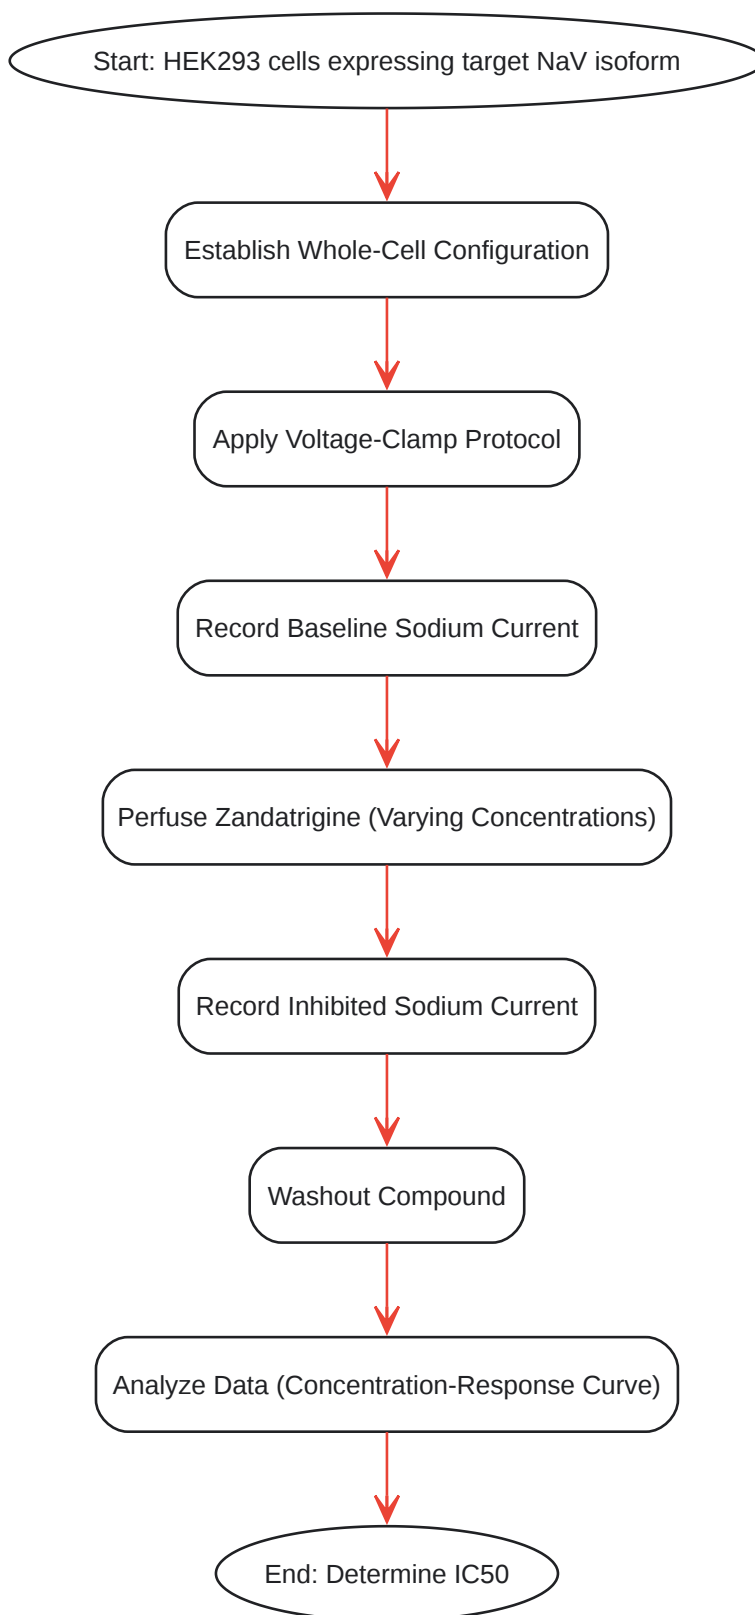 Start: HEK293 cells expressing target NaV isoform
Establish Whole-Cell Configuration
Apply Voltage-Clamp Protocol
Record Baseline Sodium Current
Perfuse Zandatrigine (Varying Concentrations)
Record Inhibited Sodium Current
Washout Compound
Analyze Data (Concentration-Response Curve)
End: Determine IC50